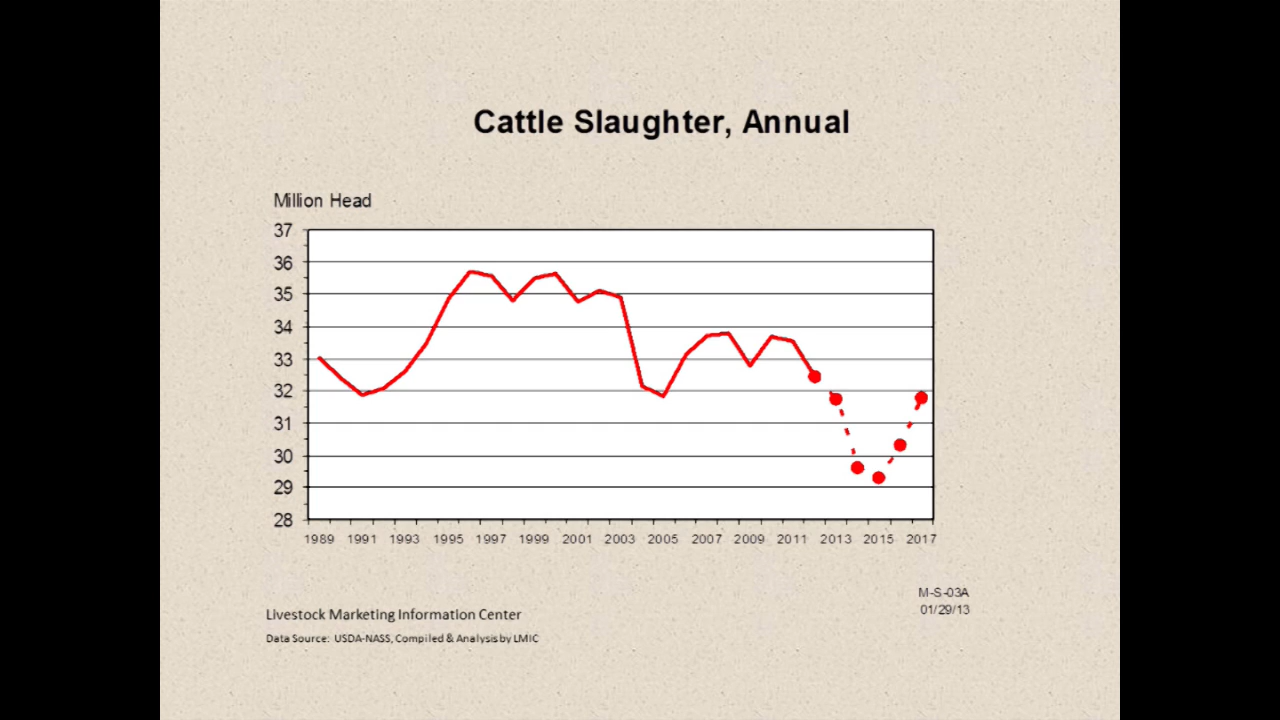 Cattle Slaughter, Annual
Million Head
37
36
35
34
33
32
31
30
29
28
1989 1991 1993 1995 1997 1999 2001 2003 2005 2007 2009 2011 2013 2015 2017
M-S-03A
01/29/13
Livestock Marketing Information Center
Data Source: USDA-NASS, Compiled & Analysis by LMIC